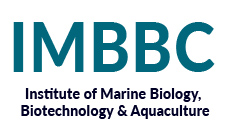 IMBBC
Institute of Marine Biology,
Biotechnology & Aquaculture